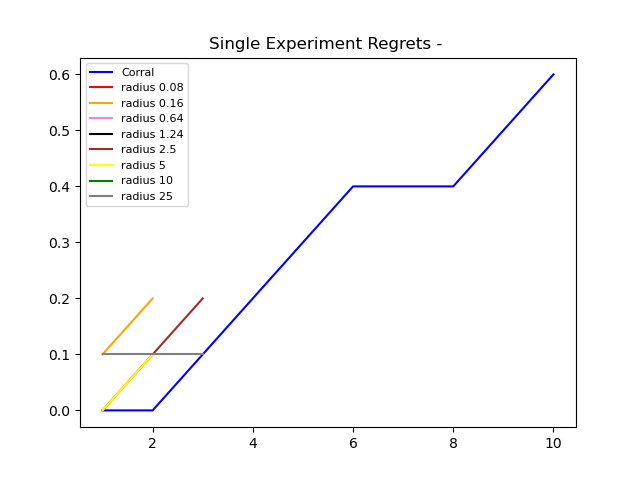 Single Experiment Regrets -
Corral
radius 0.08
radius 0.16
radius 0.64
radius 1.24
radius 2.5
radius 5
radius 10
radius 25
0.6
0.5
0.4
0.3
0.2
0.1
0.0
2 4 6 8 10